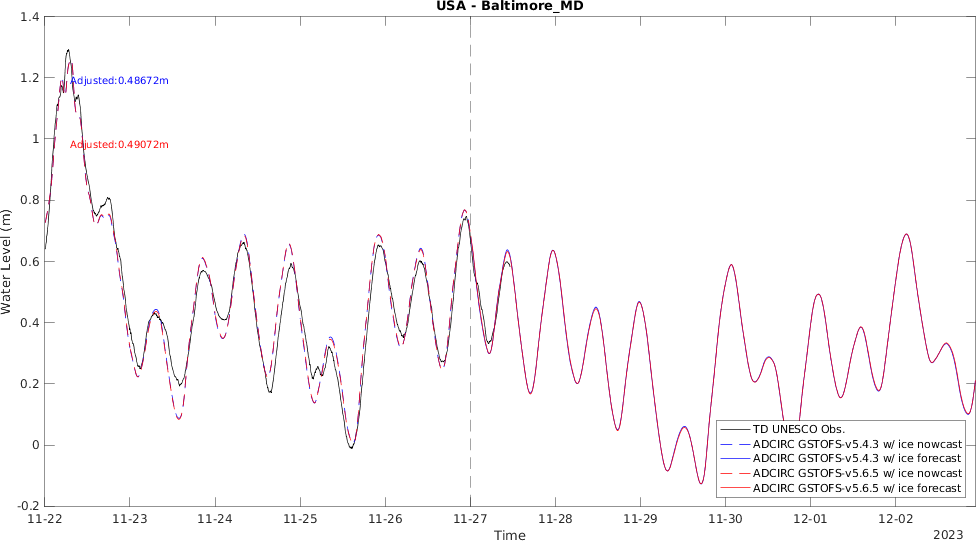 USA - Baltimore_MD
1.4
1.2
1
0.8
0.6
0.4
0.2
0
-0.2
Water Level (m)
Adjusted:0.48672m
Adjusted:0.49072m
TD UNESCO Obs.
ADCIRC GSTOFS-v5.4.3 w/ ice nowcast
ADCIRC GSTOFS-v5.4.3 w/ ice forecast
ADCIRC GSTOFS-v5.6.5 w/ ice nowcast
ADCIRC GSTOFS-v5.6.5 w/ ice forecast
11-22 11-23 11-24 11-25 11-26 11-27 11-28 11-29 11-30 12-01 12-02
Time
2023